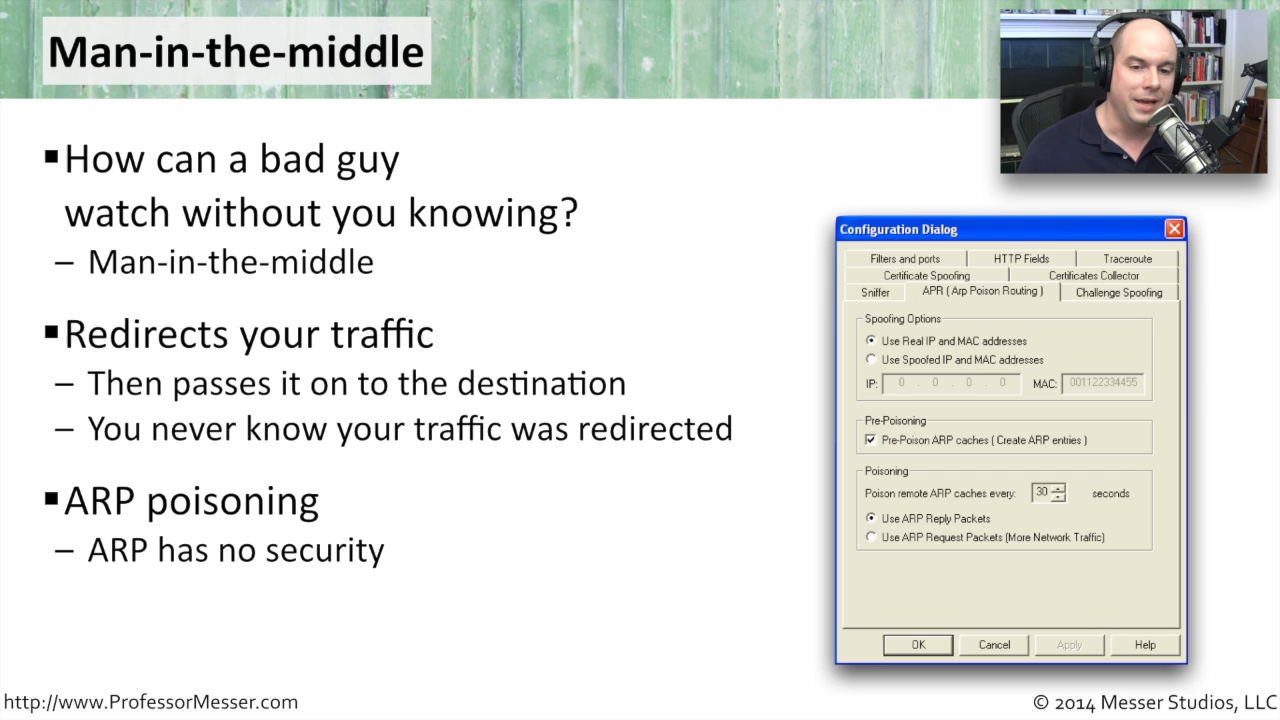 Man-in-the-middle
▪How can a bad guy
watch without you knowing?
– Man-in-the-middle
▪Redirects your traffic
– Then passes it on to the destination
– You never know your traffic was redirected
▪ARP poisoning
– ARP has no security
Configuration Dialog
Filters and ports HTTP Fields Traceroute
Certificate Spoofing Certificates Collector
Sniffer APR ( Arp Poison Routing ) Challenge Spoofing
Spoofing Options
Use Real IP and MAC addresses
Use Spoofed IP and MAC addresses
IP: 0 . 0 . 0 . 0 MAC: 001122334455
Pre-Poisoning
Pre-Poison ARP caches ( Create ARP entries )
Poisoning
Poison remote ARP caches every: 30 seconds
Use ARP Reply Packets
Use ARP Request Packets (More Network Traffic)
OK Cancel Apply Help
http://www.ProfessorMesser.com
© 2014 Messer Studios, LLC